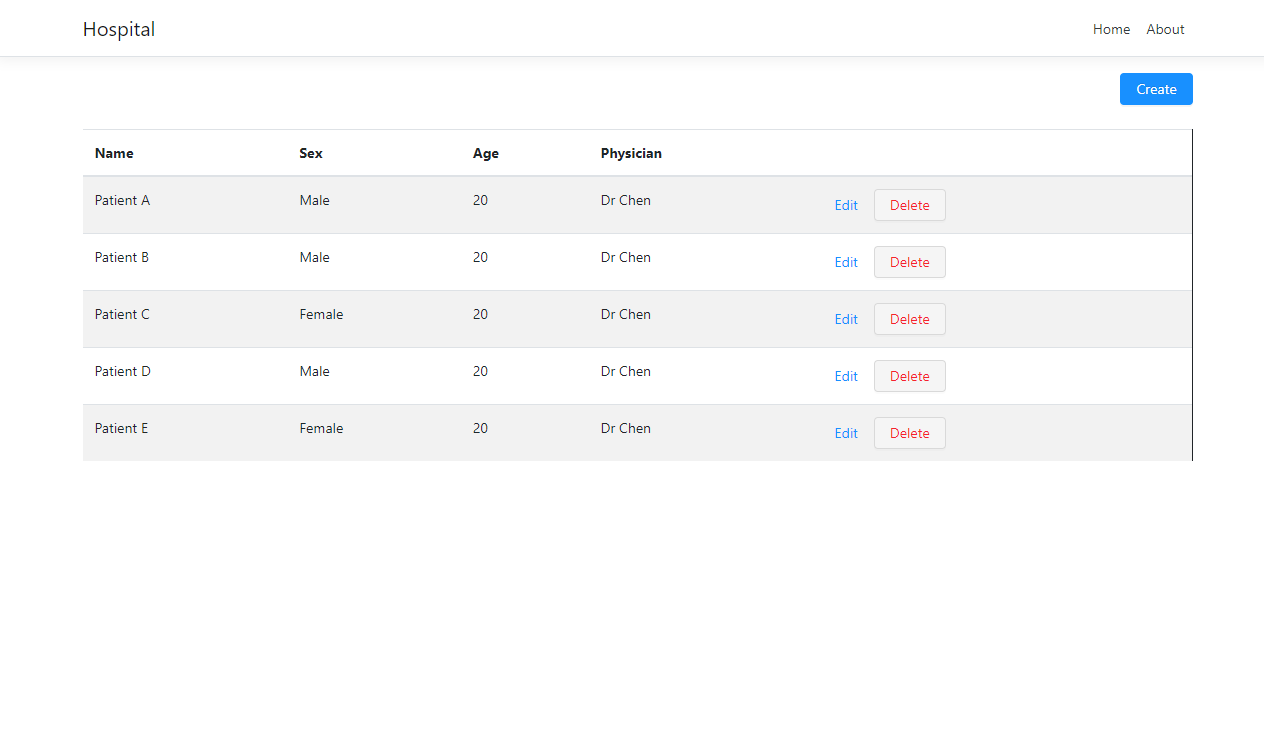 Hospital Home About
Create
Name Sex Age Physician
Patient A Male 20 Dr Chen Edit Delete
Patient B Male 20 Dr Chen Edit Delete
Patient C Female 20 Dr Chen Edit Delete
Patient D Male 20 Dr Chen Edit Delete
Patient E Female 20 Dr Chen Edit Delete